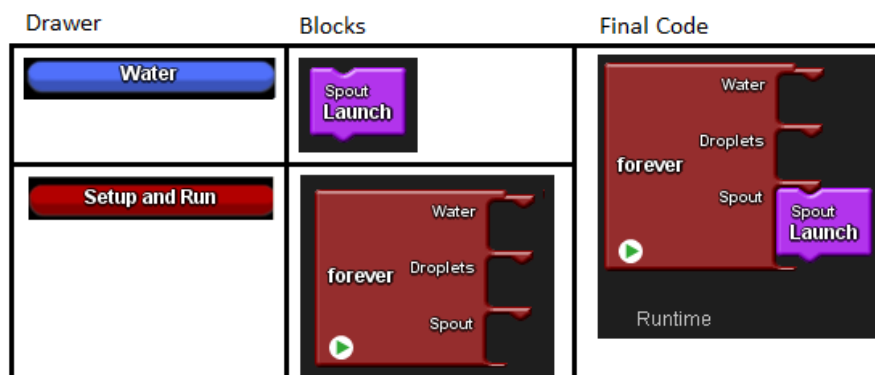 Drawer
Blocks
Final Code
Water
Spout
Launch
Water
Droplets
forever
Spout
Spout
Launch
Runtime
Setup and Run
Water
Droplets
forever
Spout